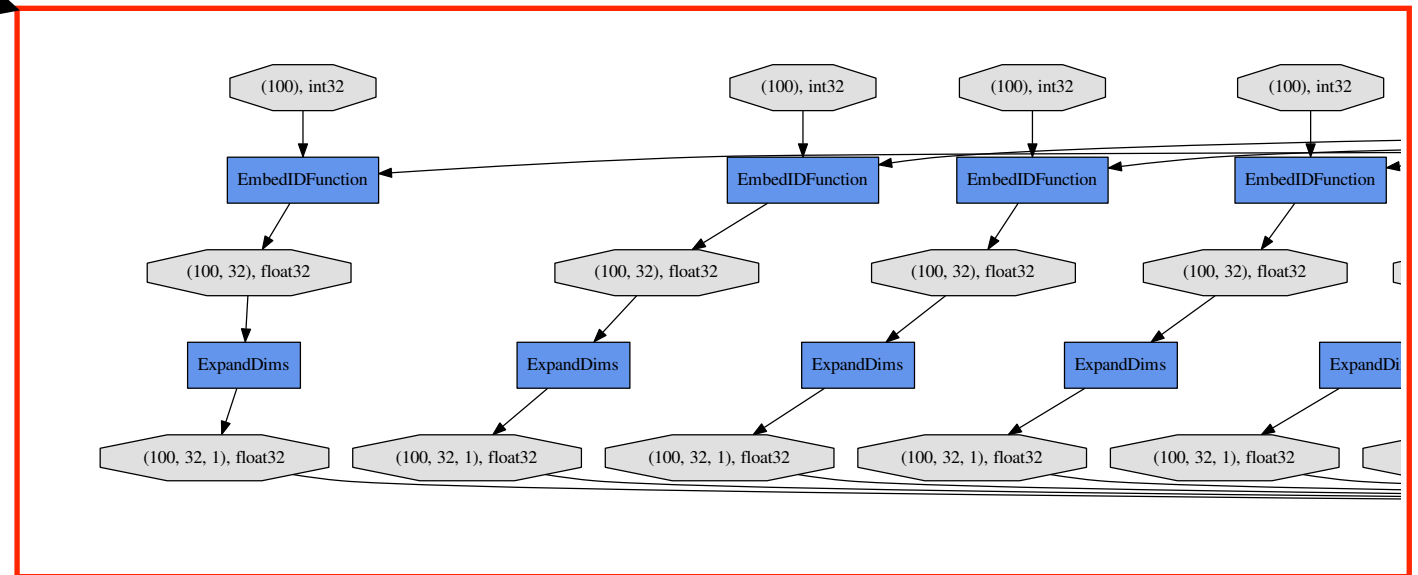 (100), int32
(100), int32
(100), int32
(100), int32
EmbedIDFunction
EmbedIDFunction
EmbedIDFunction
EmbedIDFunction
(100, 32), float32
(100, 32), float32
(100, 32), float32
(100, 32), float32
ExpandDims
ExpandDims
ExpandDims
ExpandDims
ExpandDi
(100, 32, 1), float32
(100, 32, 1), float32
(100, 32, 1), float32
(100, 32, 1), float32
(100, 32, 1), float32